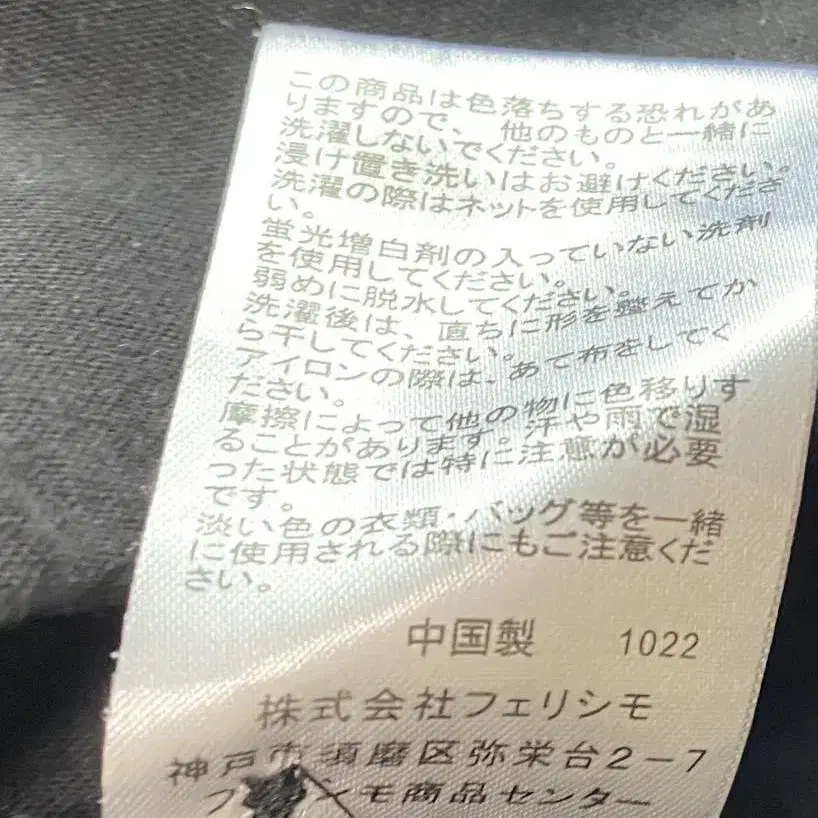 この商品は色落ちする恐れがあ
りますので、他のものと一緒に
洗濯しないでください。
浸け置き洗いはお避けください。
洗濯の際はネットを使用してくださ
い。
蛍光増白剤の入っていない洗剤
を使用してください。
弱めに脱水してください。
洗濯後は、直ちに形を整えてか
ら干してください。
アイロンの際は、あて布をしてく
ださい。
摩擦によって他の物に色移りす
ることがあります。汗や雨で湿
った状態では特に注意が必要
です。
淡い色の衣類・バッグ等を一緒
に使用される際にもご注意くだ
さい。
中国製 1022
株式会社フェリシモ
神戸市須磨区弥栄台2-7
フェリシモ商品センター